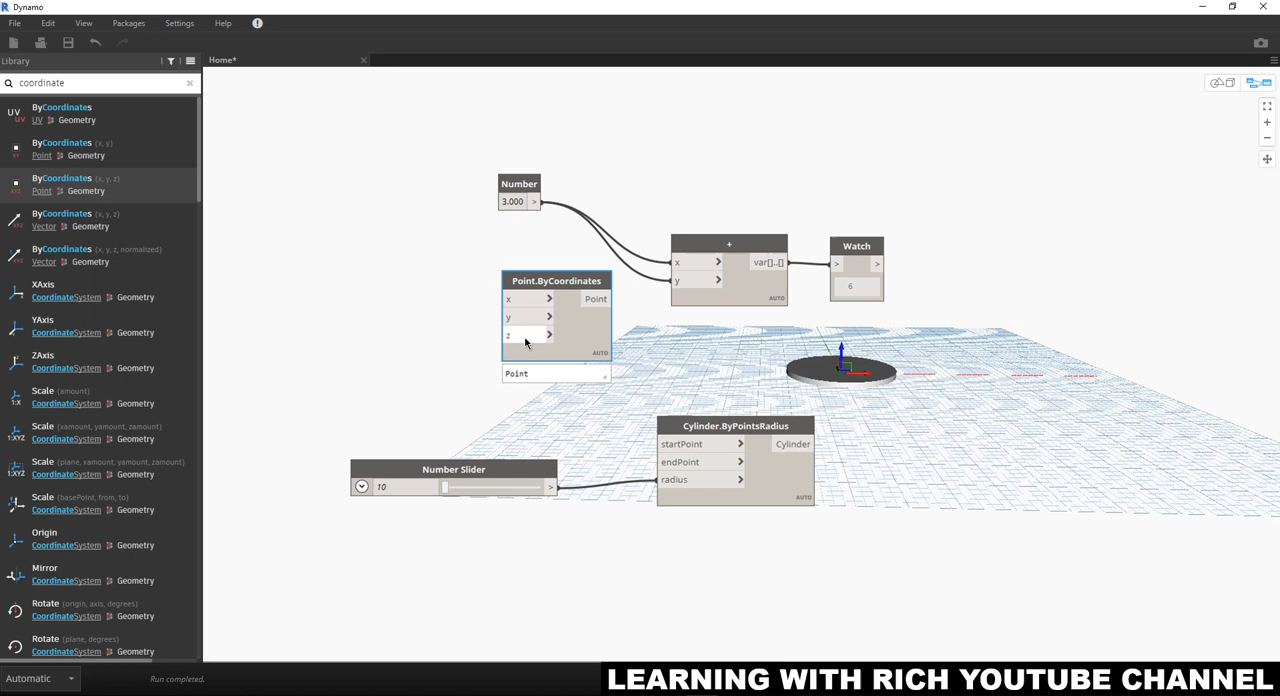 Dynamo
File Edit View Packages Settings Help
Library
Home*
coordinate
ByCoordinates
UV Geometry
ByCoordinates (x, y)
Point Geometry
ByCoordinates (x, y, z)
Point Geometry
ByCoordinates (x, y, z)
Vector Geometry
ByCoordinates (x, y, z, normalized)
Vector Geometry
XAxis
CoordinateSystem Geometry
YAxis
CoordinateSystem Geometry
ZAxis
CoordinateSystem Geometry
Scale (amount)
CoordinateSystem Geometry
Scale (xamount, yamount, zamount)
CoordinateSystem Geometry
Scale (plane, xamount, yamount, zamount)
CoordinateSystem Geometry
Scale (basePoint, from, to)
CoordinateSystem Geometry
Origin
CoordinateSystem Geometry
Mirror
CoordinateSystem Geometry
Rotate (origin, axis, degrees)
CoordinateSystem Geometry
Rotate (plane, degrees)
CoordinateSystem Geometry
Number
3.000 >
+
x > var[]..[]
y >
AUTO
Watch
> >
6
Point.ByCoordinates
x > Point
y >
z >
AUTO
Point
Cylinder.ByPointsRadius
startPoint > Cylinder
endPoint >
radius >
AUTO
Number Slider
10 >
Automatic Run completed.
LEARNING WITH RICH YOUTUBE CHANNEL